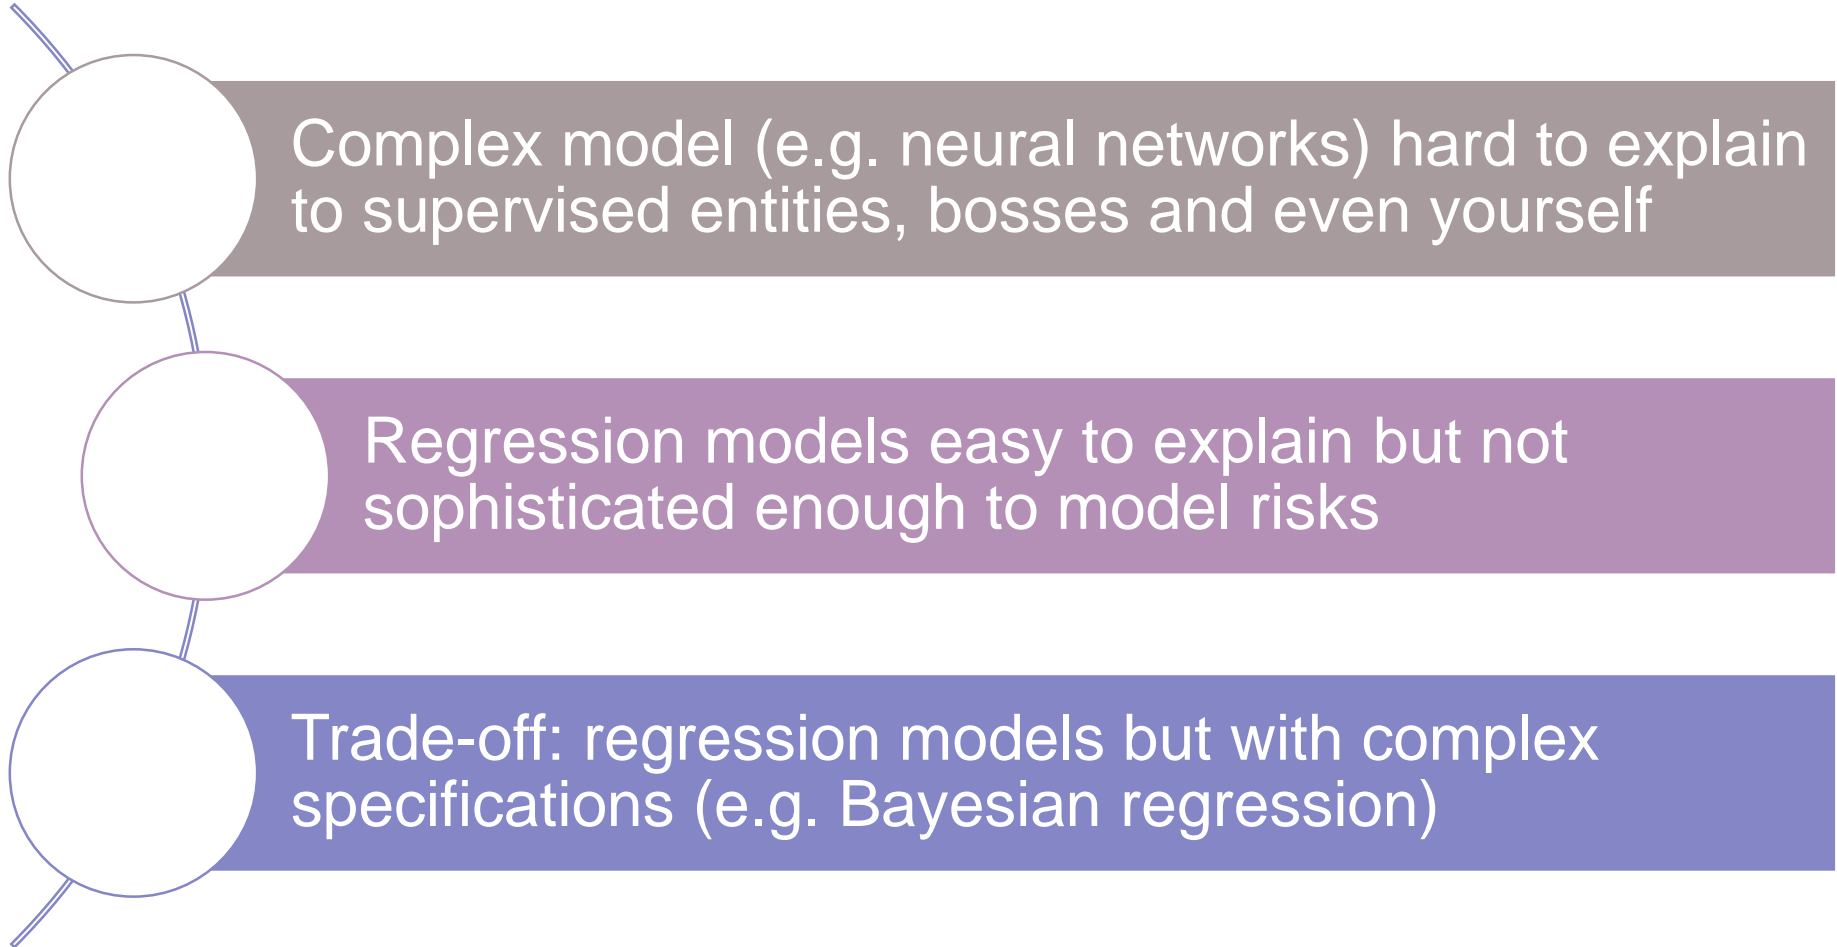 Complex model (e.g. neural networks) hard to explain
to supervised entities, bosses and even yourself
Regression models easy to explain but not
sophisticated enough to model risks
Trade-off: regression models but with complex
specifications (e.g. Bayesian regression)